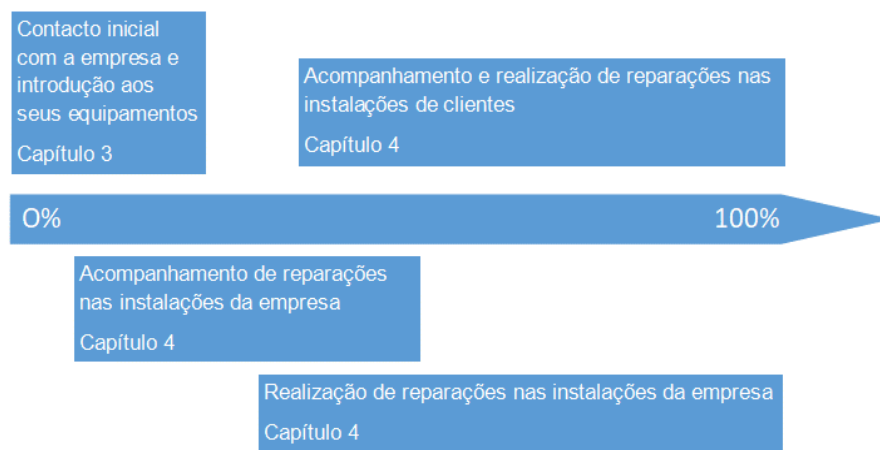 Contacto inicial
com a empresa e
introdução aos
seus equipamentos
Capítulo 3
Acompanhamento e realização de reparações nas
instalações de clientes
Capítulo 4
O%
100%
Acompanhamento de reparações
nas instalações da empresa
Capítulo 4
Realização de reparações nas instalações da empresa
Capítulo 4